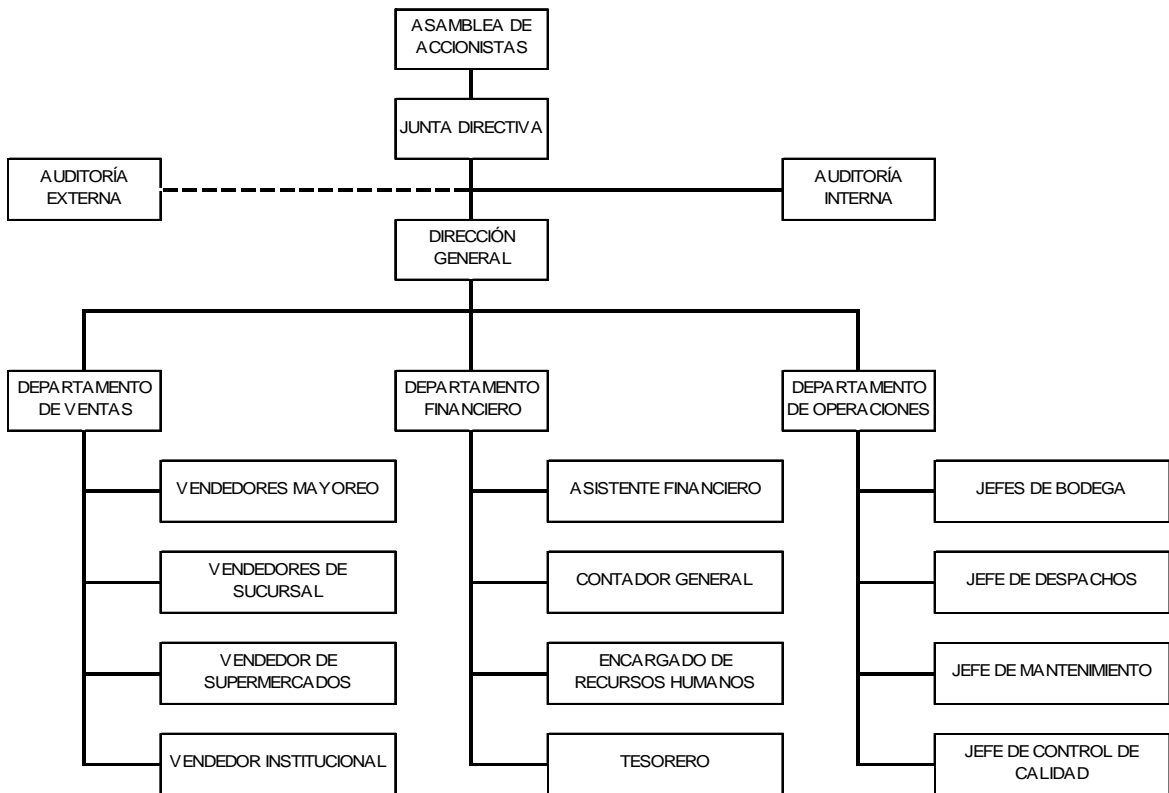 ASAMBLEA DE
ACCIONISTAS
JUNTA DIRECTIVA
AUDITORÍA
EXTERNA
AUDITORÍA
INTERNA
DIRECCIÓN
GENERAL
DEPARTAMENTO
DE VENTAS
DEPARTAMENTO
FINANCIERO
DEPARTAMENTO
DE OPERACIONES
VENDEDORES MAYOREO
ASISTENTE FINANCIERO
JEFES DE BODEGA
VENDEDORES DE
SUCURSAL
CONTADOR GENERAL
JEFE DE DESPACHOS
VENDEDOR DE
SUPERMERCADOS
ENCARGADO DE
RECURSOS HUMANOS
JEFE DE MANTENIMIENTO
VENDEDOR INSTITUCIONAL
TESORERO
JEFE DE CONTROL DE
CALIDAD